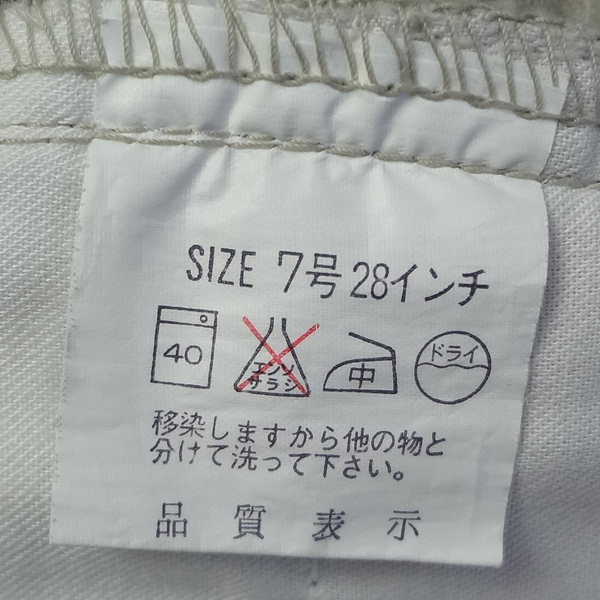 SIZE 7号 28インチ
40 エンソサラシ 中 ドライ
移染しますから他の物と
分けて洗って下さい。
品質表示